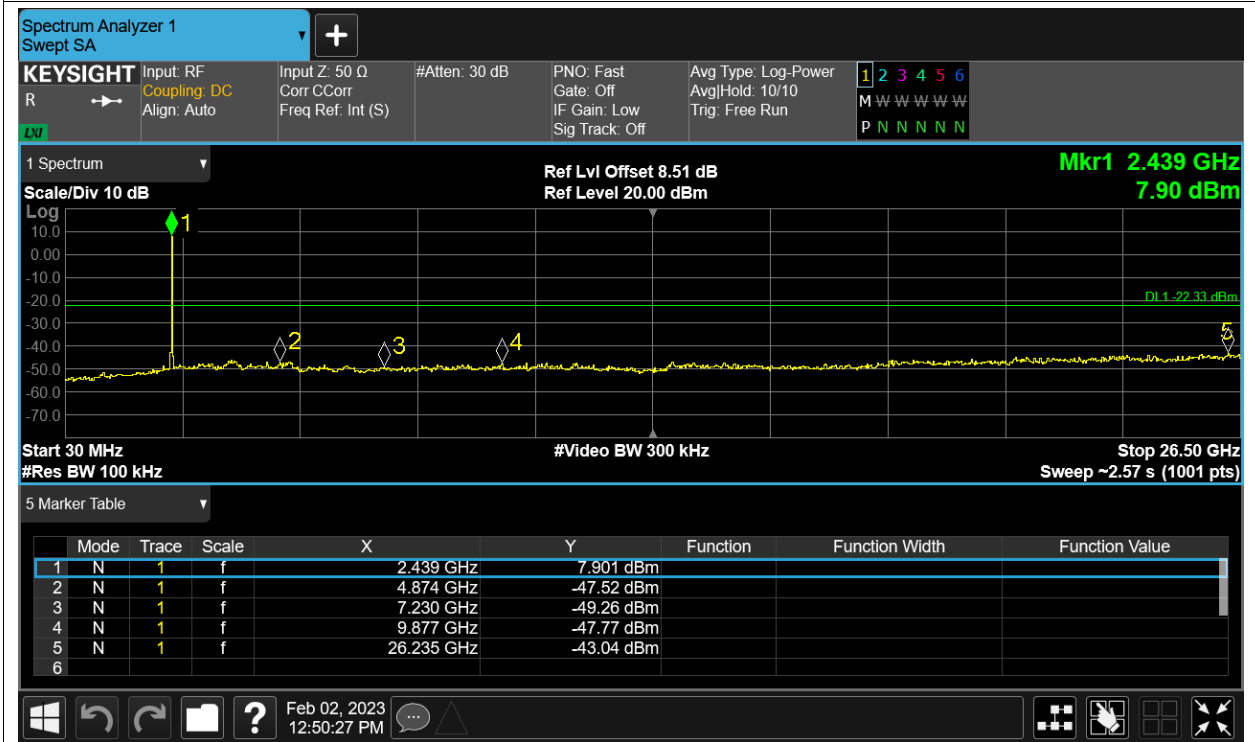 Spectrum Analyzer 1
Swept SA
KEYSIGHT Input: RF Input Z: 50 Ω #Atten: 30 dB PNO: Fast Avg Type: Log-Power 1 2 3 4 5 6
R Coupling: DC Corr CCorr Gate: Off Avg|Hold: 10/10 M W W W W W
Align: Auto Freq Ref: Int (S) IF Gain: Low Trig: Free Run
LXI Sig Track: Off P N N N N N
1 Spectrum Ref Lvl Offset 8.51 dB Mkr1 2.439 GHz
Scale/Div 10 dB Ref Level 20.00 dBm 7.90 dBm
Log
1
10.0
0.00
-10.0
-20.0 DL1 -22.33 dBm
-30.0
2 3 4 5
-40.0
-50.0
-60.0
-70.0
Start 30 MHz #Video BW 300 kHz Stop 26.50 GHz
#Res BW 100 kHz Sweep ~2.57 s (1001 pts)
5 Marker Table
Mode Trace Scale X Y Function Function Width Function Value
1 N 1 f 2.439 GHz 7.901 dBm
2 N 1 f 4.874 GHz -47.52 dBm
3 N 1 f 7.230 GHz -49.26 dBm
4 N 1 f 9.877 GHz -47.77 dBm
5 N 1 f 26.235 GHz -43.04 dBm
6
? Feb 02, 2023
12:50:27 PM